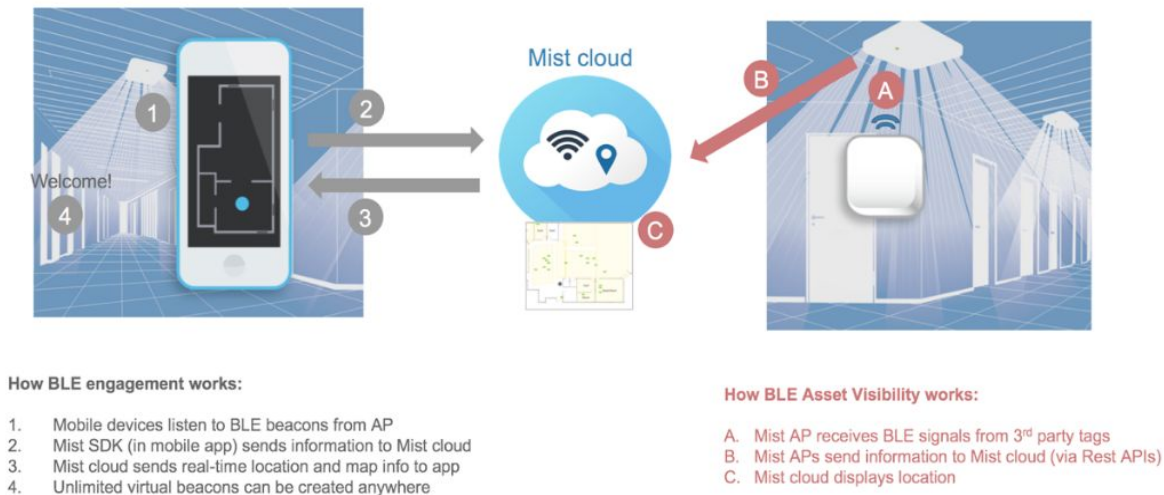 Mist cloud
1
2
3
Welcome!
4
A
B
C
How BLE engagement works:
1. Mobile devices listen to BLE beacons from AP
2. Mist SDK (in mobile app) sends information to Mist cloud
3. Mist cloud sends real-time location and map info to app
4. Unlimited virtual beacons can be created anywhere
How BLE Asset Visibility works:
A. Mist AP receives BLE signals from 3rd party tags
B. Mist APs send information to Mist cloud (via Rest APIs)
C. Mist cloud displays location